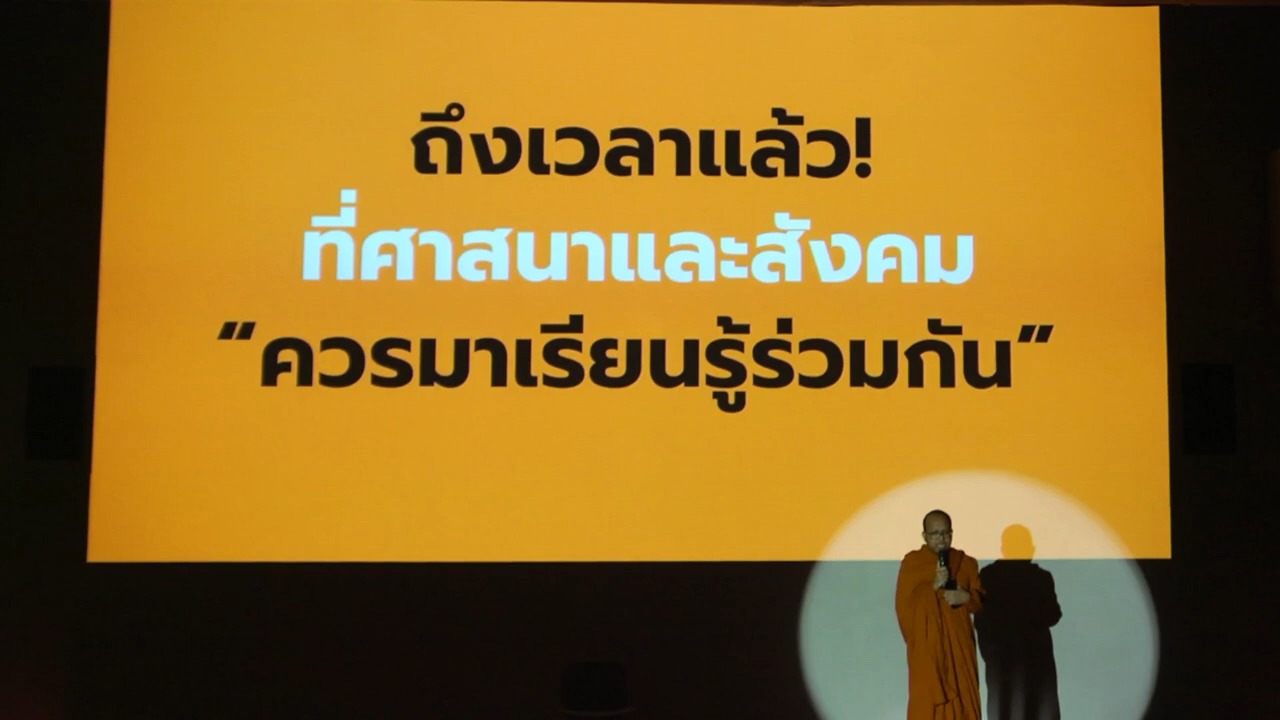 ถึงเวลาแล้ว!
ที่ศาสนาและสังคม
“ควรมาเรียนรู้ร่วมกัน“